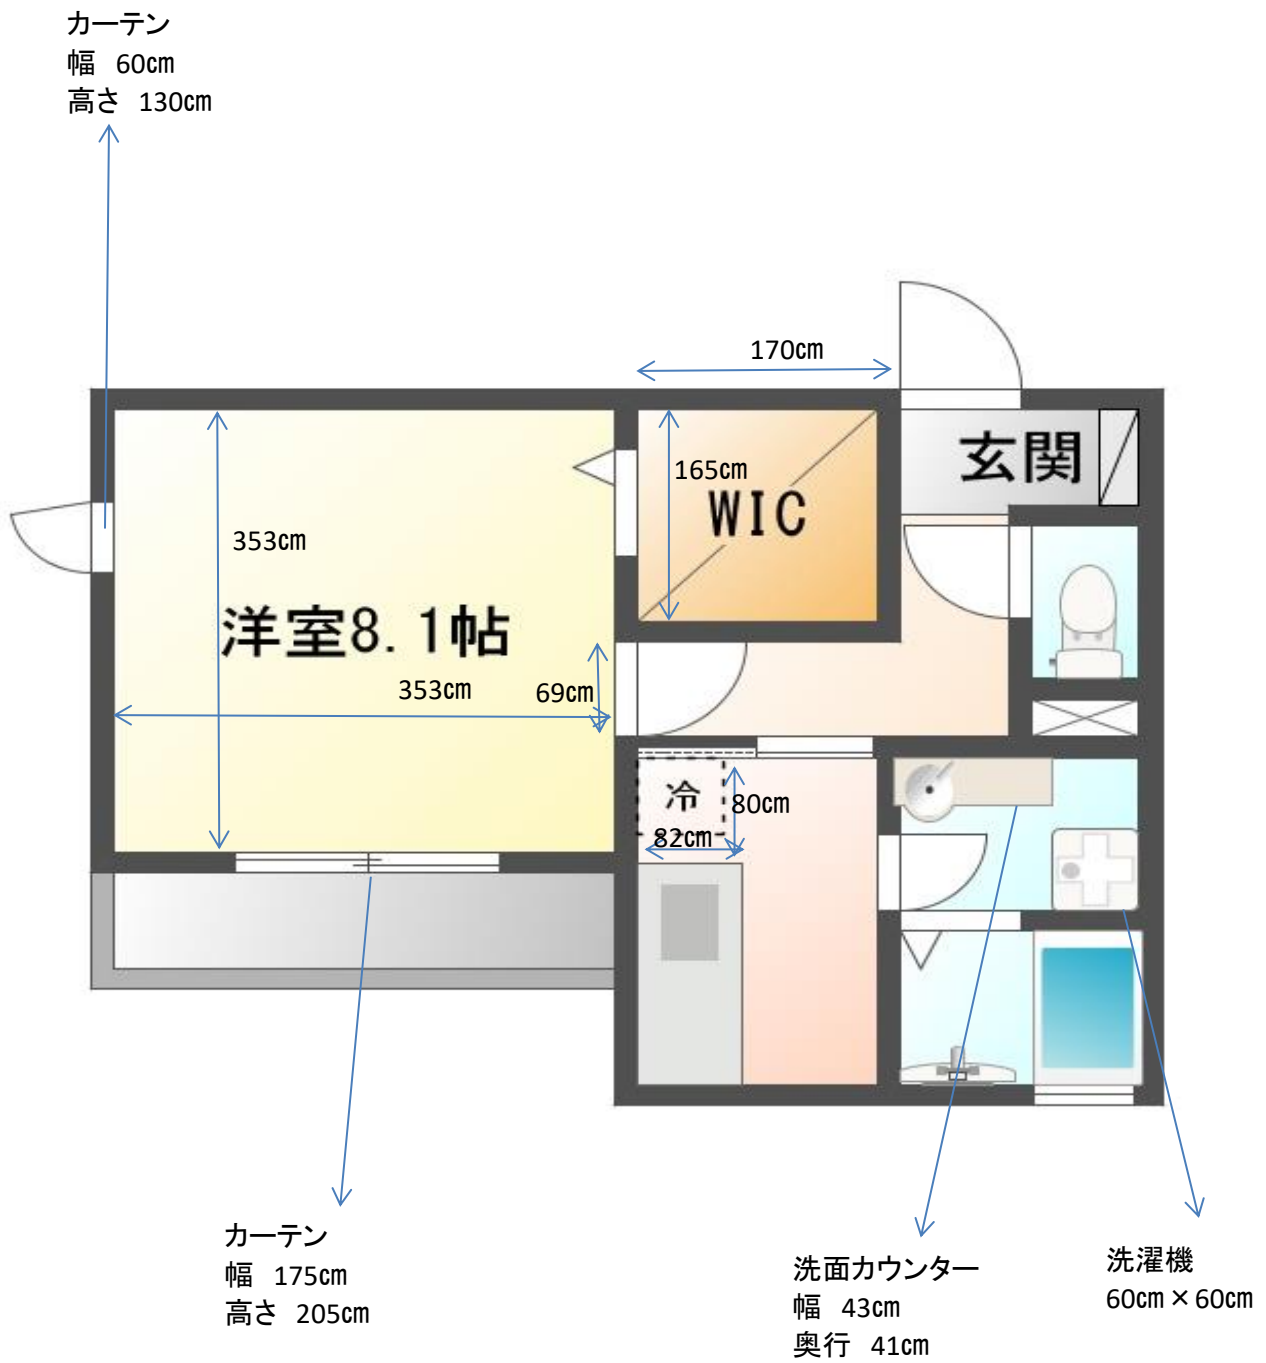 カーテン
幅 60㎝
高さ 130㎝
170㎝
玄関
165㎝
WIC
353㎝
洋室8.1帖
353㎝
69㎝
冷
80㎝
82㎝
カーテン
幅 175㎝
高さ 205㎝
洗面カウンター
幅 43㎝
奥行 41㎝
洗濯機
60㎝×60㎝